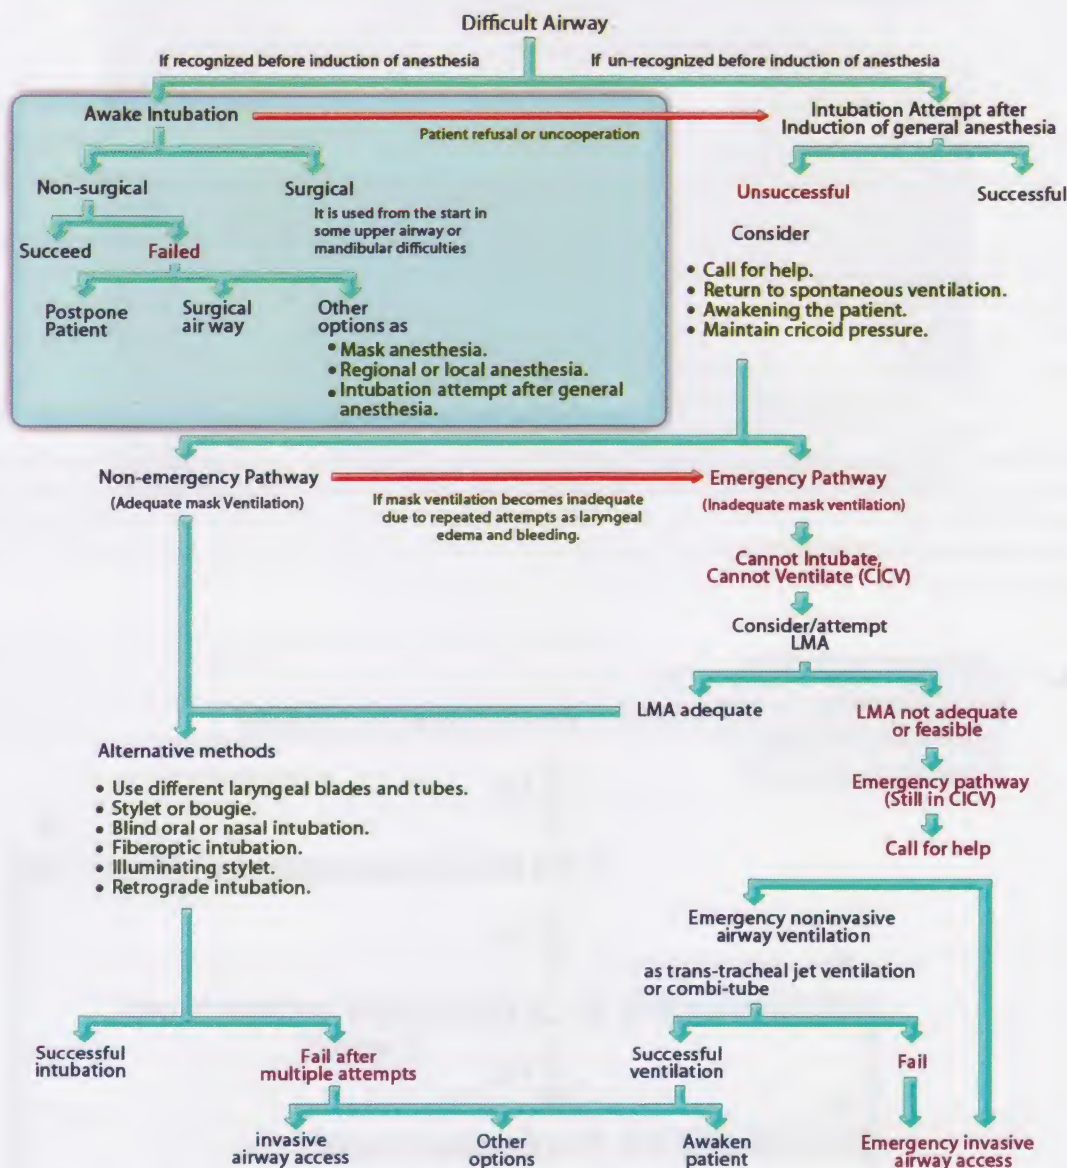 Difficult Airway
If recognized before induction of anesthesia
If un-recognized before induction of anesthesia
Awake Intubation
Patient refusal or uncooperation
Intubation Attempt after
Induction of general anesthesia
Non-surgical
Surgical
It is used from the start in
some upper airway or
mandibular difficulties
Unsuccessful
Successful
Succeed
Failed
Consider
• Call for help.
• Return to spontaneous ventilation.
• Awakening the patient.
• Maintain cricoid pressure.
Postpone
Patient
Surgical
air way
Other
options as
• Mask anesthesia.
• Regional or local anesthesia.
• Intubation attempt after general
anesthesia.
Non-emergency Pathway
(Adequate mask Ventilation)
If mask ventilation becomes inadequate
due to repeated attempts as laryngeal
edema and bleeding.
Emergency Pathway
(Inadequate mask ventilation)
Cannot Intubate,
Cannot Ventilate (CICV)
Consider/attempt
LMA
LMA adequate
LMA not adequate
or feasible
Alternative methods
• Use different laryngeal blades and tubes.
• Stylet or bougie.
• Blind oral or nasal intubation.
• Fiberoptic intubation.
• Illuminating stylet.
• Retrograde intubation.
Emergency pathway
(Still in CICV)
Call for help
Emergency noninvasive
airway ventilation
as trans-tracheal jet ventilation
or combi-tube
Successful
intubation
Fail after
multiple attempts
Successful
ventilation
Fail
invasive
airway access
Other
options
Awaken
patient
Emergency invasive
airway access